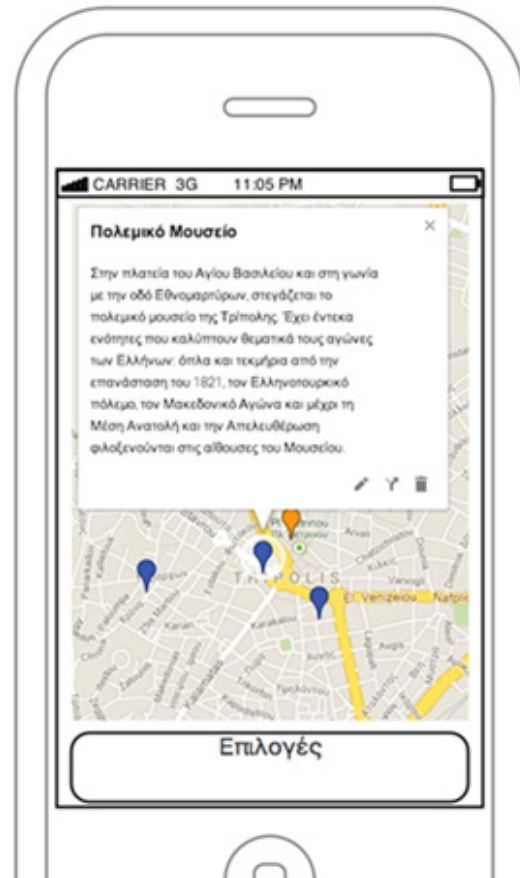 CARRIER 3G 11:05 PM
Πολεμικό Μουσείο
Στην πλατεία του Αγίου Βασιλείου και στη γωνία
με την οδό Εθνομαρτύρων, στεγάζεται το
πολεμικό μουσείο της Τρίπολης. Έχει έντεκα
ενότητες που καλύπτουν θεματικά τους αγώνες
των Ελλήνων: όπλα και τεκμήρια από την
επανάσταση του 1821, τον Ελληνοτουρκικό
πόλεμο, τον Μακεδονικό Αγώνα και μέχρι τη
Μέση Ανατολή και την Απελευθέρωση
φιλοξενούνται στις αίθουσες του Μουσείου.
TRIPOLIS
El. Venizelou
Karakalou
Επιλογές